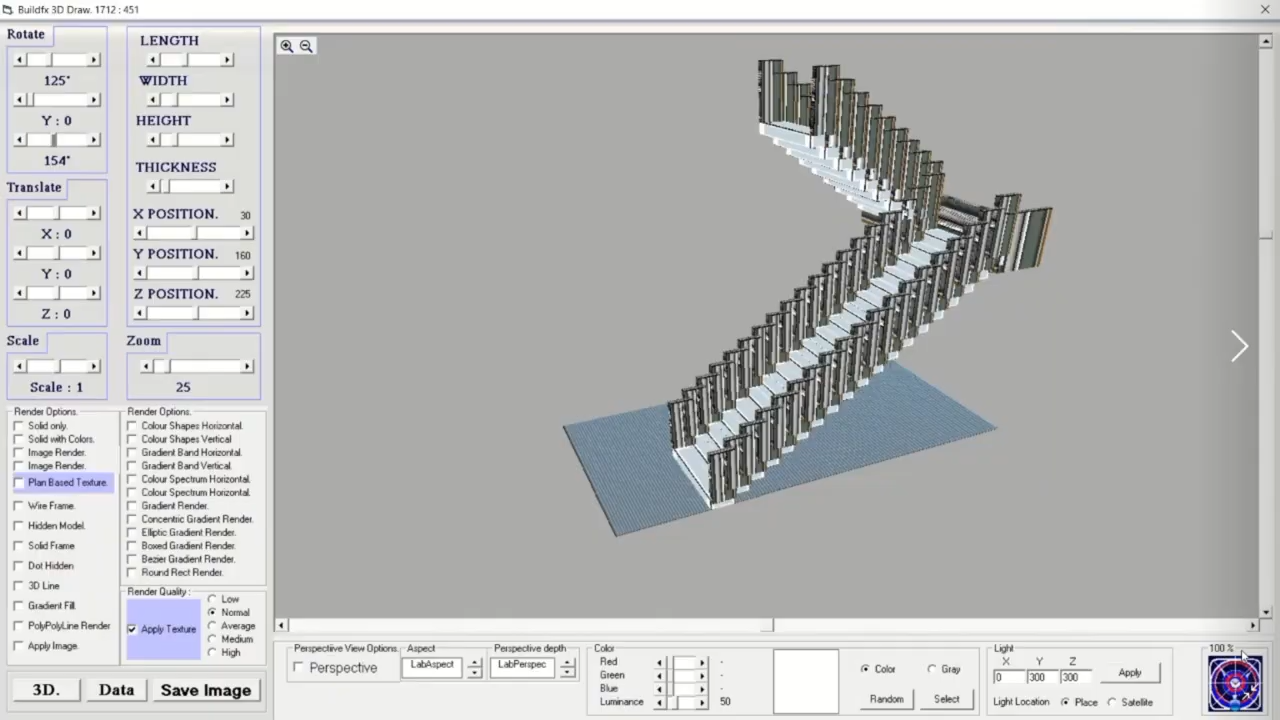 Buildfx 3D Draw. 1712 : 451
Rotate
125°
Y : 0
154°
Translate
X : 0
Y : 0
Z : 0
Scale
Scale : 1
LENGTH
WIDTH
HEIGHT
THICKNESS
X POSITION. 30
Y POSITION. 160
Z POSITION. 225
Zoom
25
Render Options.
Solid only.
Solid with Colors.
Image Render.
Image Render.
Plan Based Texture.
Wire Frame.
Hidden Model.
Solid Frame
Dot Hidden
3D Line
Gradient Fill.
PolyPolyLine Render
Apply Image.
Render Options.
Colour Shapes Horizontal.
Colour Shapes Vertical
Gradient Band Horizontal.
Gradient Band Vertical.
Colour Spectrum Horizontal.
Colour Spectrum Horizontal.
Gradient Render.
Concentric Gradient Render.
Elliptic Gradient Render.
Boxed Gradient Render.
Bezier Gradient Render.
Round Rect Render.
Render Quality :
Apply Texture
Low
Normal
Average
Medium
High
3D. Data Save Image
Perspective View Options
Perspective
Aspect
LabAspect
Perspective depth
LabPerspec
Color
Red
Green
Blue
Luminance 50
Color Gray
Random Select
Light
X Y Z
0 300 300 Apply
Light Location : Place Satellite
100 %